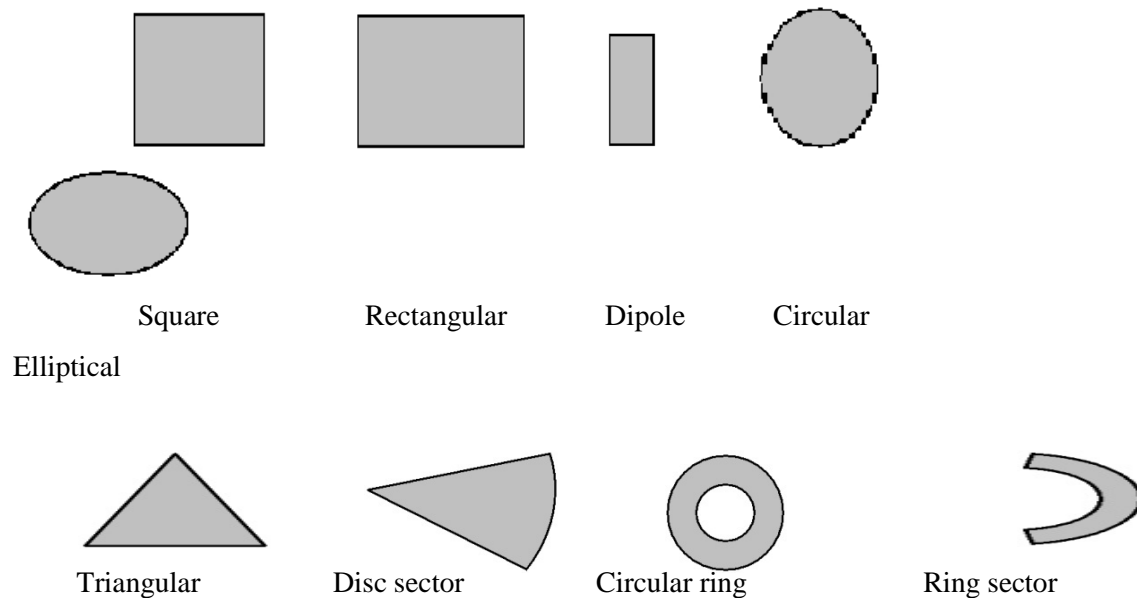 Square Rectangular Dipole Circular
Elliptical
Triangular Disc sector Circular ring Ring sector